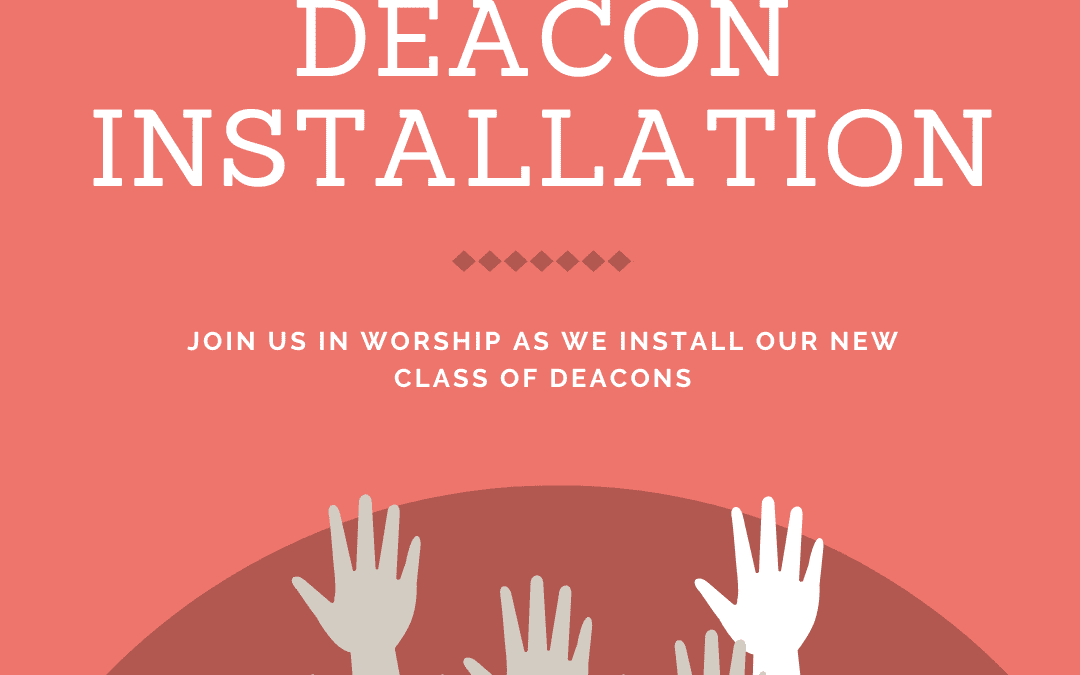 DEACON
INSTALLATION
JOIN US IN WORSHIP AS WE INSTALL OUR NEW
CLASS OF DEACONS